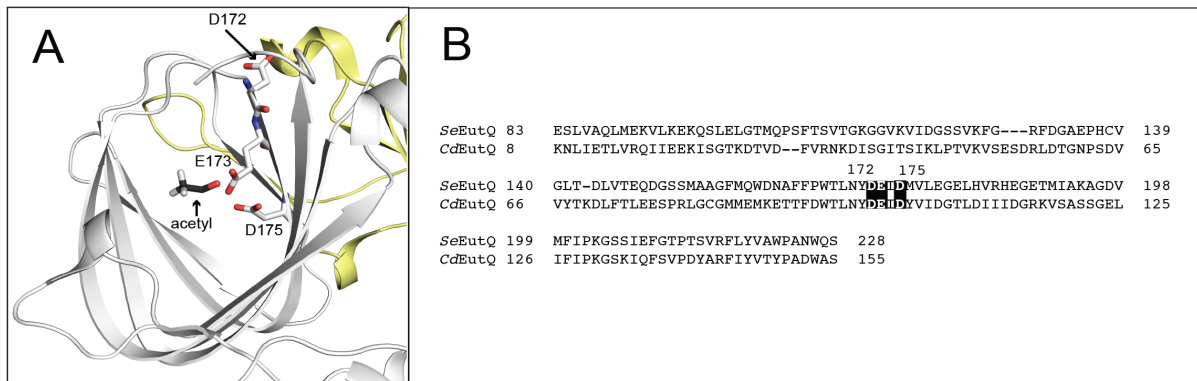 A
D172
E173
acetyl
D175
B
SeEutQ 83 ESLVAQLMEKVLKEKQSLELGTMQPSFTSVTGKGGVKVIDGSSVKFG---RFDGAEPHCV 139
CdEutQ 8 KNLIETLVRQIIEEKISGTKDTVD--FVRNKDISGITSIKLPTVKVSESDRLDTGNPSDV 65
172 175
SeEutQ 140 GLT-DLVTEQDGSSMAAGFMQWDNAFFPWTLNYDEIDMVLEGELHVRHEGETMIAKAGDV 198
CdEutQ 66 VYTKDLFTLEESPRLGCGMMEMKETTFDWTLNYDEIDYVIDGTLDIIIDGRKVSASSGEL 125
SeEutQ 199 MFIPKGSSIEFGTPTSVRFLYVAWPANWQS 228
CdEutQ 126 IFIPKGSKIQFSVPDYARFIYVTYPADWAS 155